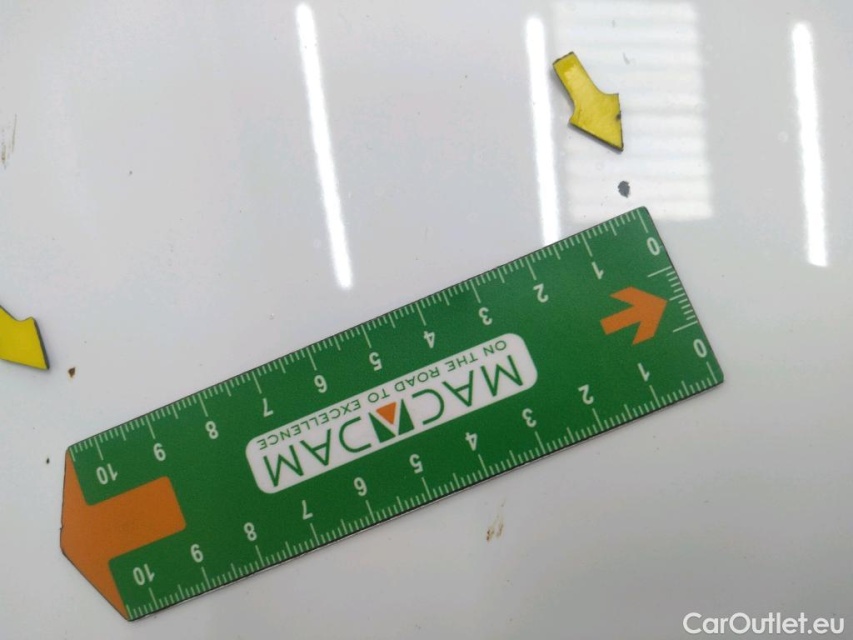 0 1 2 3 4 5 6 7 8 9 10
MACADAM
ON THE ROAD TO EXCELLENCE
0 1 2 3 4 5 6 7 8 9 10
CarOutlet.eu